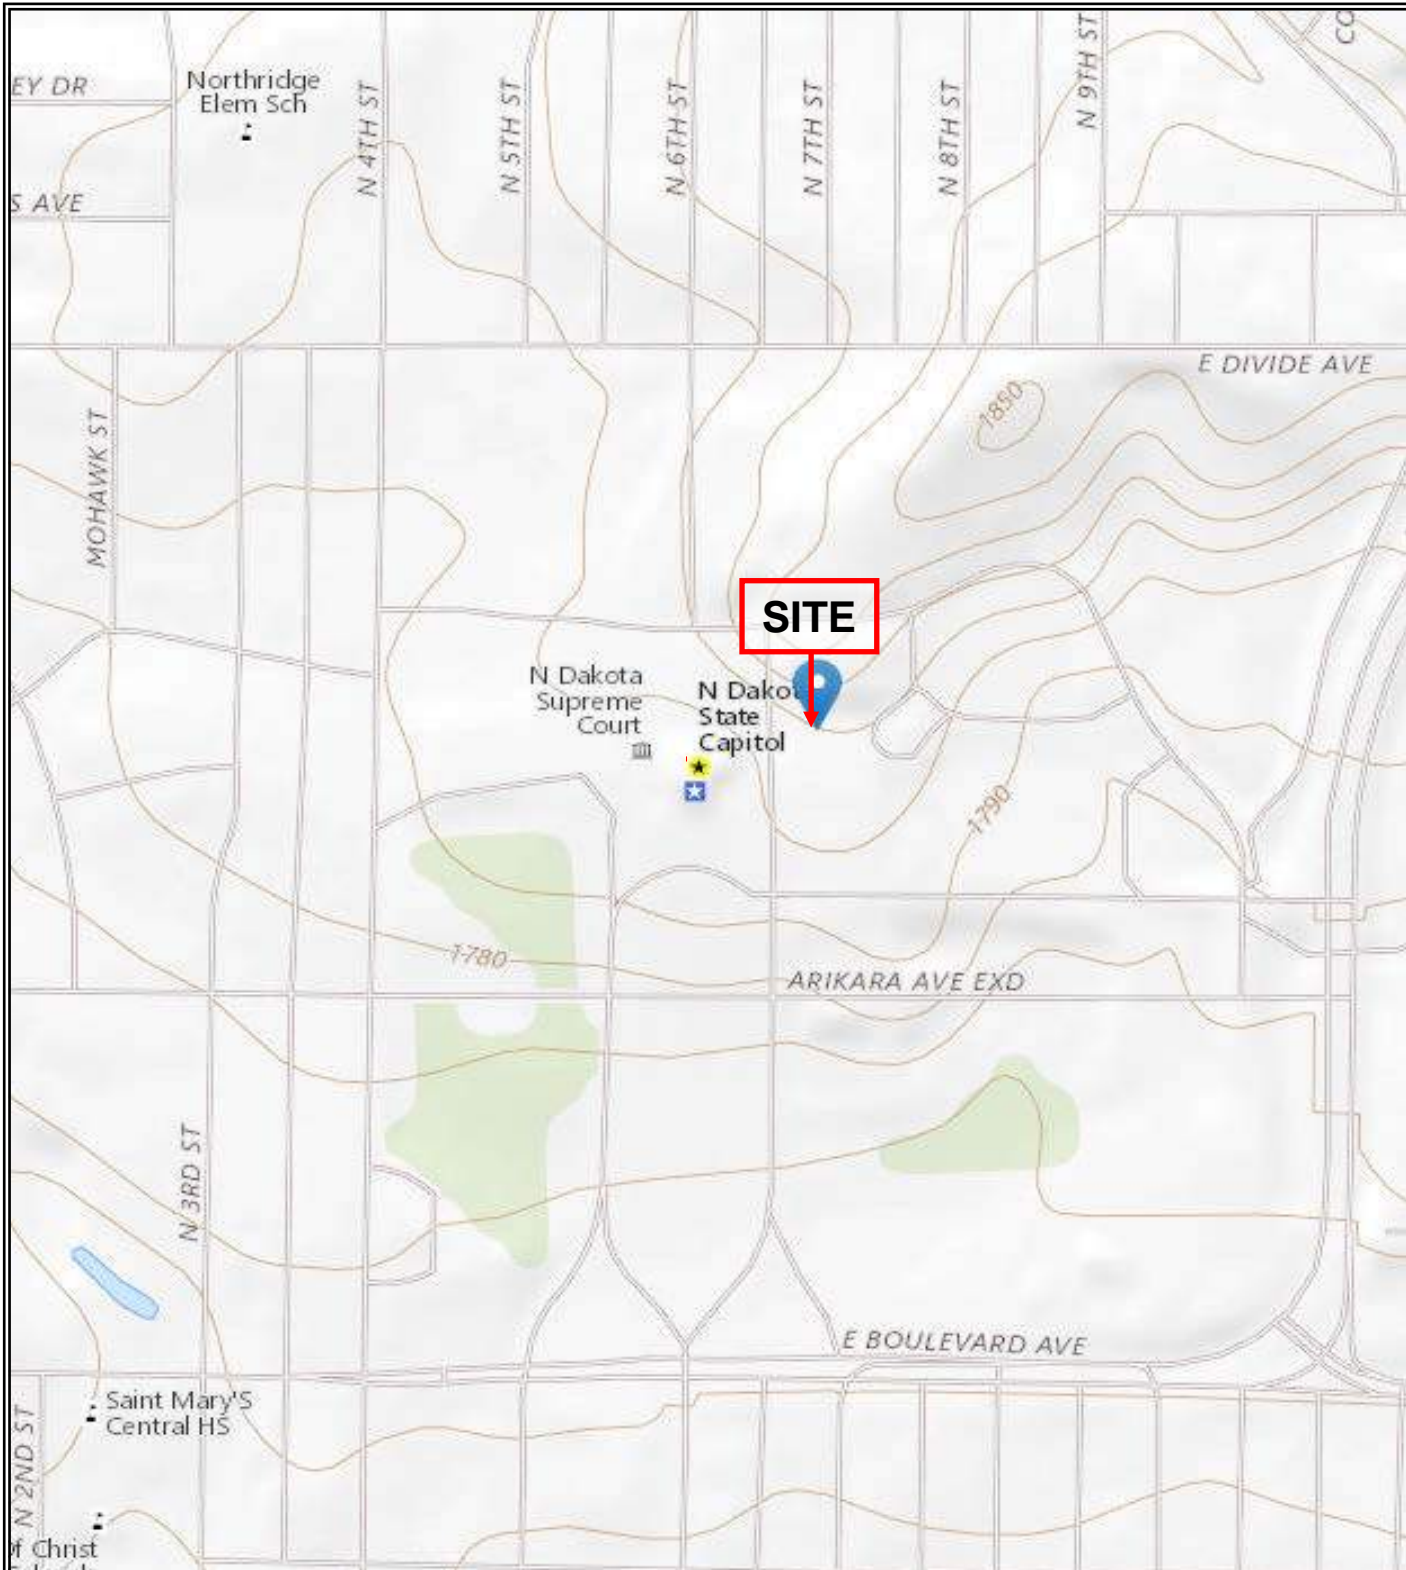 EY DR
Northridge
Elem Sch
N 4TH ST
N 5TH ST
N 6TH ST
N 7TH ST
N 8TH ST
N 9TH ST
CO
S AVE
E DIVIDE AVE
1850
MOHAWK ST
SITE
N Dakota
Supreme
Court
N Dakot
State
Capitol
1790
1780
ARIKARA AVE EXD
N 3RD ST
E BOULEVARD AVE
Saint Mary'S
Central HS
N 2ND ST
of Christ